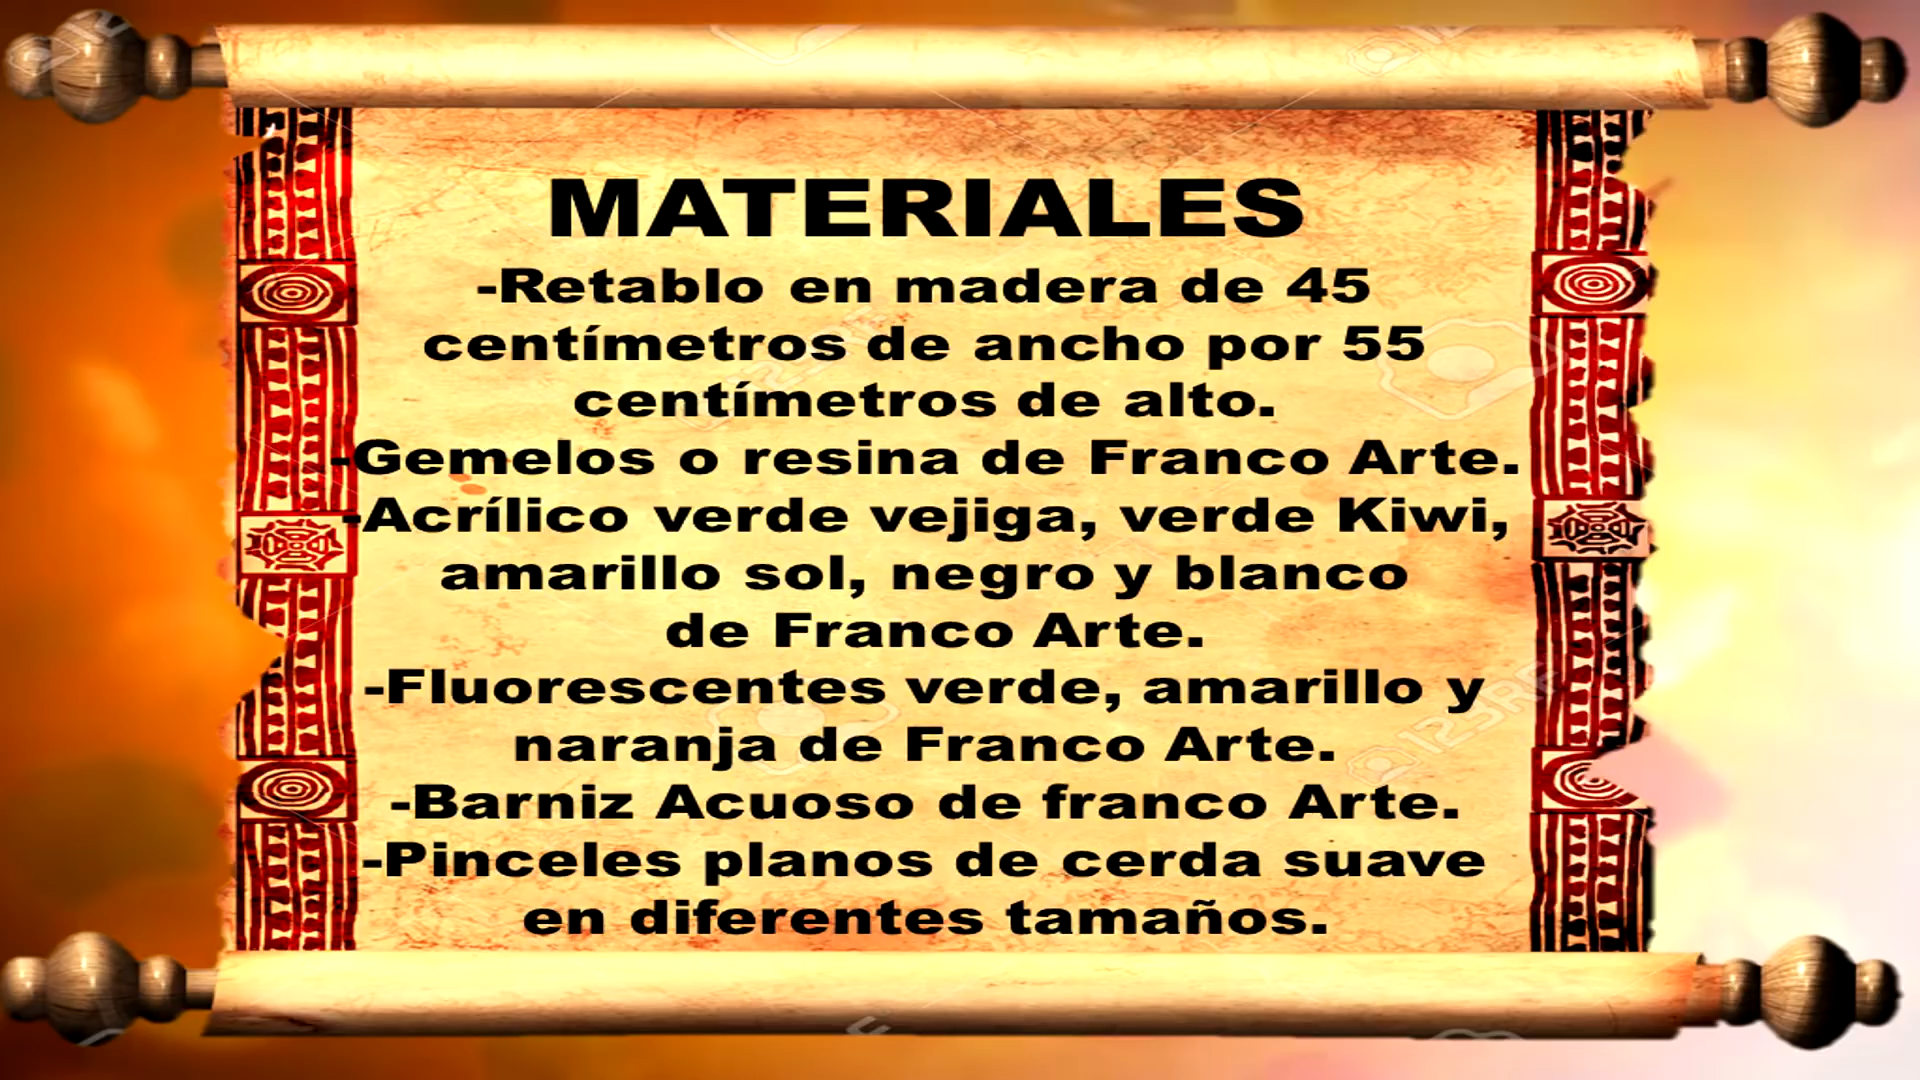 MATERIALES
-Retablo en madera de 45
centímetros de ancho por 55
centímetros de alto.
-Gemelos o resina de Franco Arte.
-Acrílico verde vejiga, verde Kiwi,
amarillo sol, negro y blanco
de Franco Arte.
-Fluorescentes verde, amarillo y
naranja de Franco Arte.
-Barniz Acuoso de franco Arte.
-Pinceles planos de cerda suave
en diferentes tamaños.
123RF
123RF